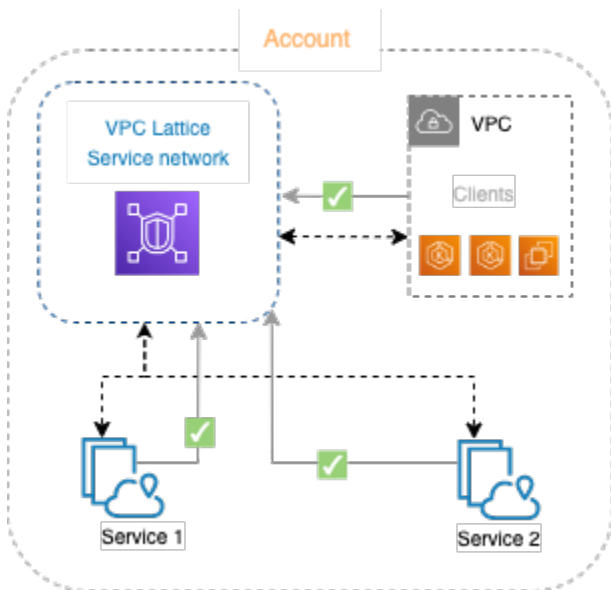 Account
VPC Lattice
Service network
VPC
Clients
Service 1
Service 2